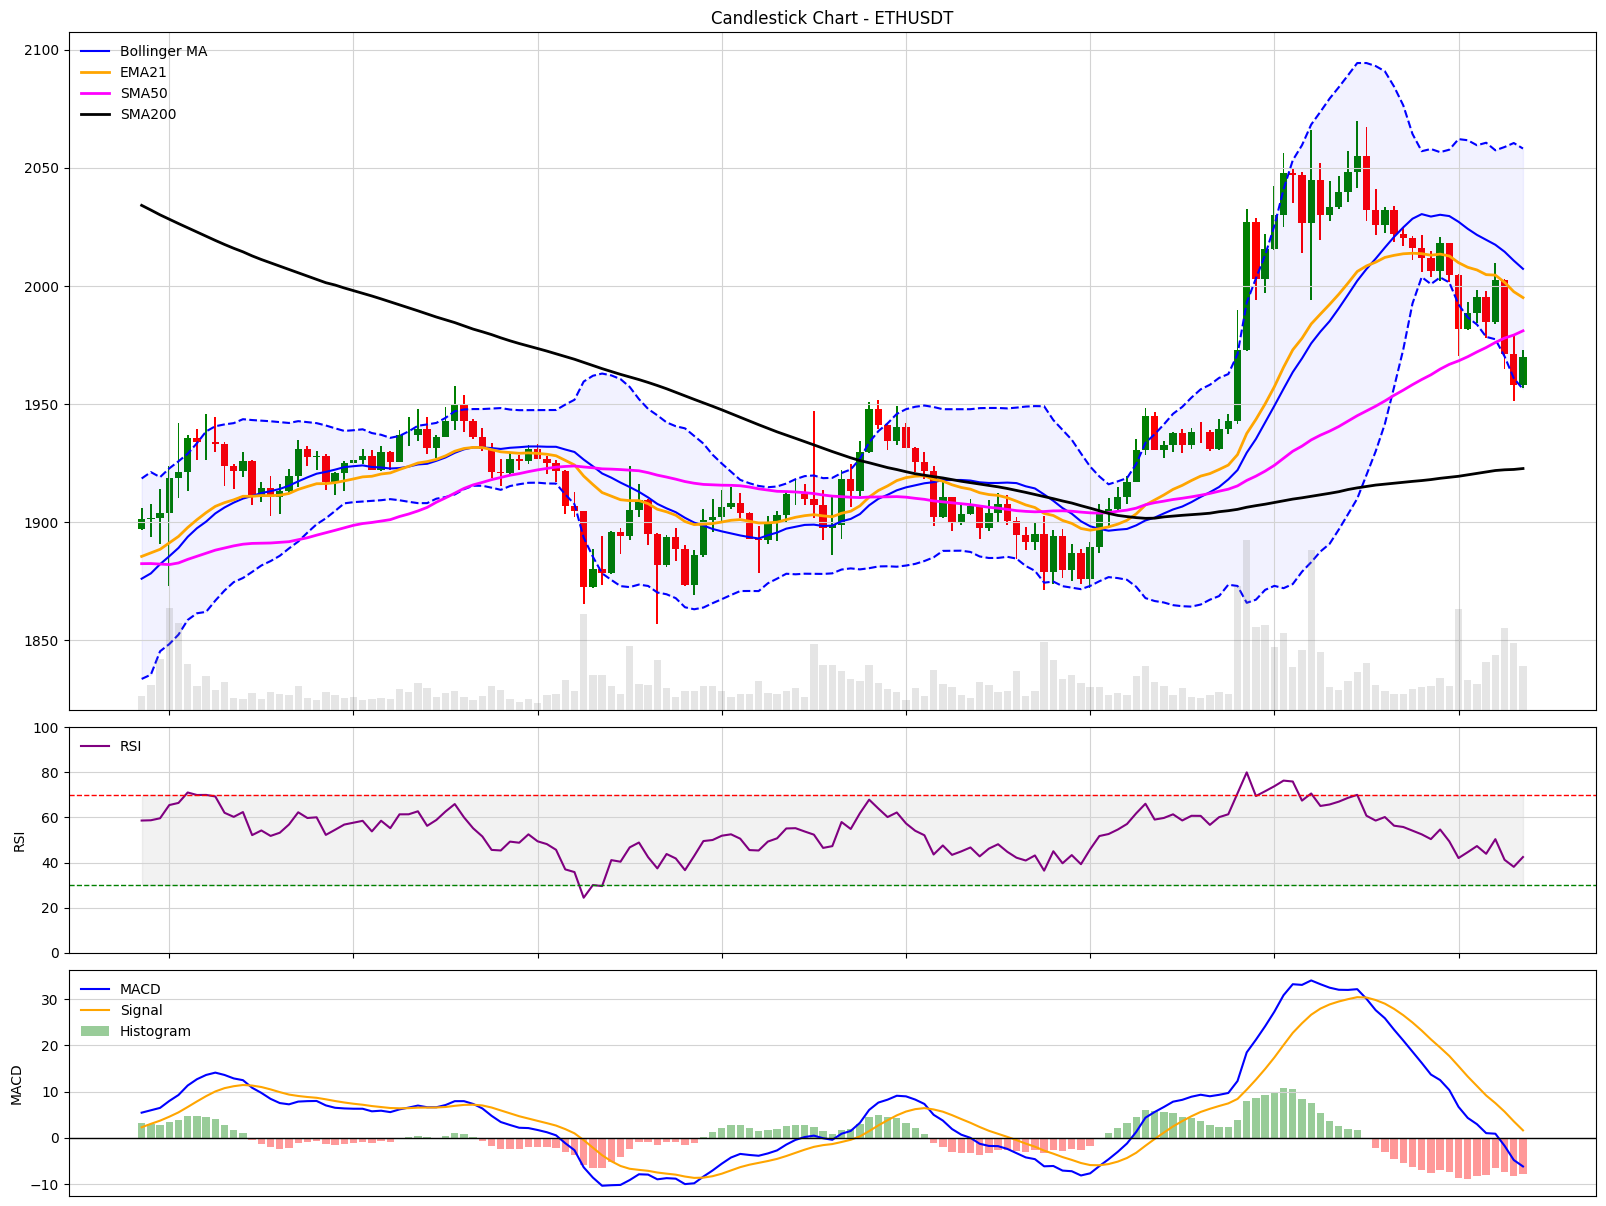 Candlestick Chart - ETHUSDT
Bollinger MA
EMA21
SMA50
SMA200
2100
2050
2000
1950
1900
1850
RSI
100
80
60
40
20
0
RSI
MACD
Signal
Histogram
30
20
10
0
−10
MACD